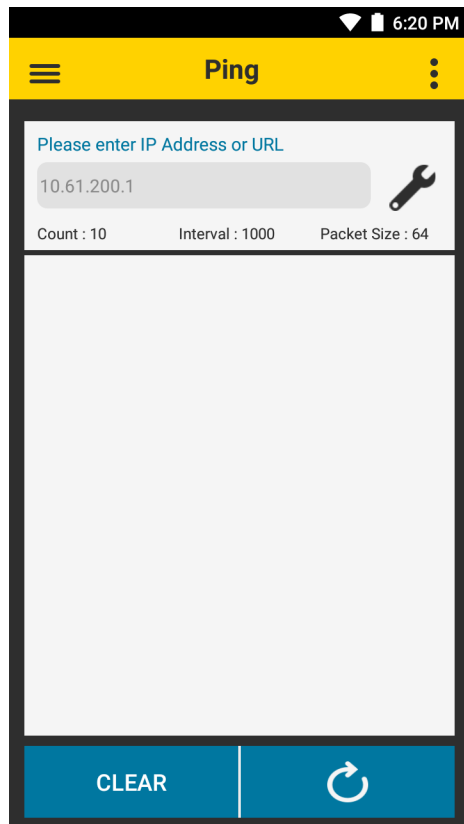 6:20 PM
Ping
Please enter IP Address or URL
10.61.200.1
Count : 10 Interval : 1000 Packet Size : 64
CLEAR